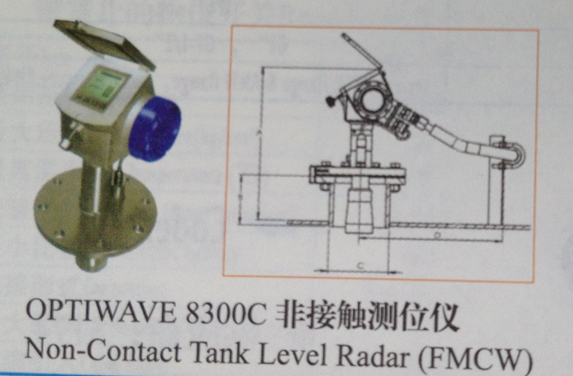 OPTIWAVE 8300C 非接触测位仪
Non-Contact Tank Level Radar (FMCW)